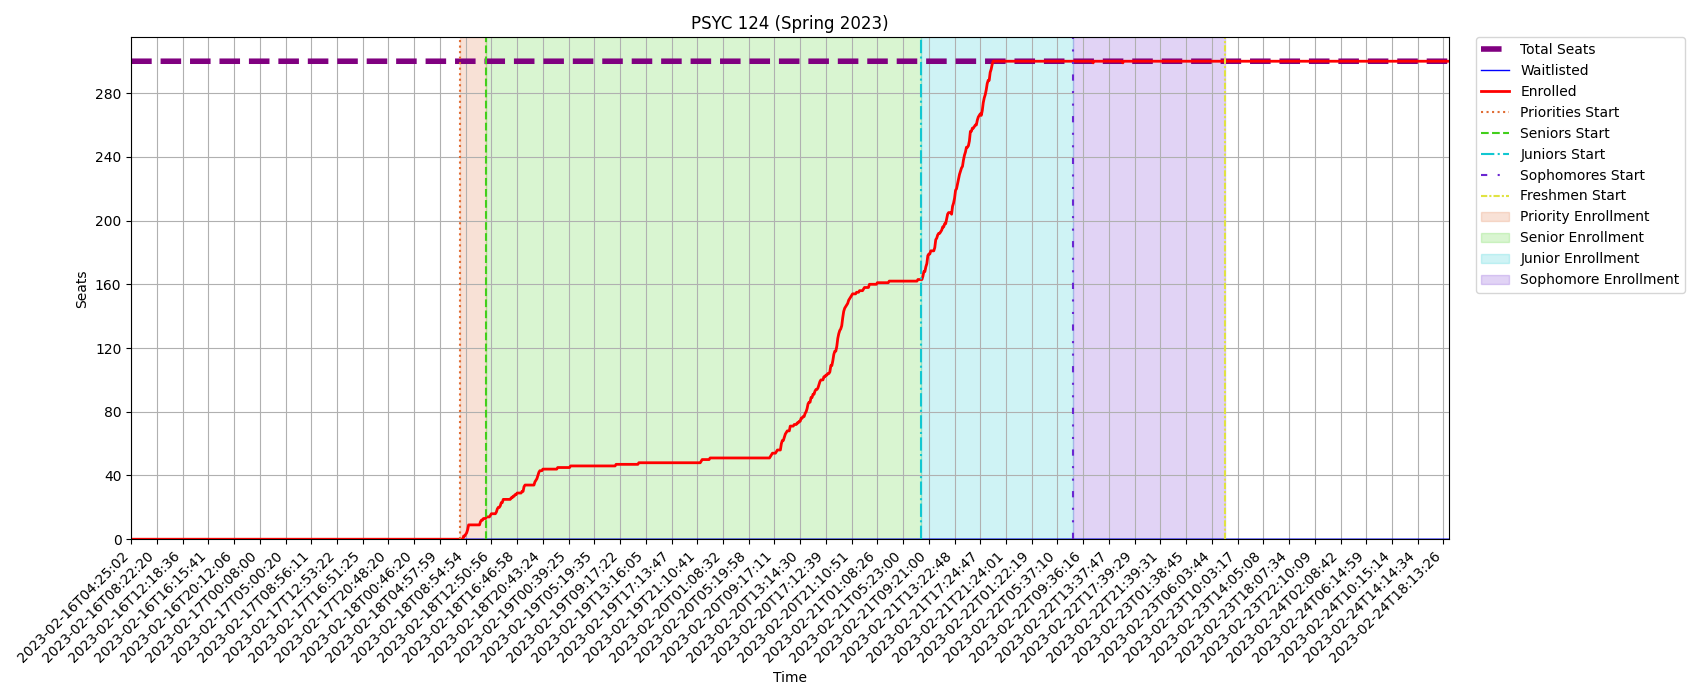 PSYC 124 (Spring 2023)
Seats
280
240
200
160
120
80
40
0
2023-02-16T04:25:02
2023-02-16T08:22:20
2023-02-16T12:18:36
2023-02-16T16:15:41
2023-02-16T20:12:06
2023-02-17T00:08:00
2023-02-17T05:00:20
2023-02-17T08:56:11
2023-02-17T12:53:22
2023-02-17T16:51:25
2023-02-17T20:48:20
2023-02-18T00:46:20
2023-02-18T04:57:59
2023-02-18T08:54:54
2023-02-18T12:50:56
2023-02-18T16:46:58
2023-02-18T20:43:24
2023-02-19T00:39:25
2023-02-19T05:19:35
2023-02-19T09:17:22
2023-02-19T13:16:05
2023-02-19T17:13:47
2023-02-19T21:10:41
2023-02-20T01:08:32
2023-02-20T05:19:58
2023-02-20T09:17:11
2023-02-20T13:14:30
2023-02-20T17:12:39
2023-02-20T21:10:51
2023-02-21T01:08:26
2023-02-21T05:23:00
2023-02-21T09:21:00
2023-02-21T13:22:48
2023-02-21T17:24:47
2023-02-21T21:24:01
2023-02-22T01:22:19
2023-02-22T05:37:10
2023-02-22T09:36:16
2023-02-22T13:37:47
2023-02-22T17:39:29
2023-02-22T21:39:31
2023-02-23T01:38:45
2023-02-23T06:03:44
2023-02-23T10:03:17
2023-02-23T14:05:08
2023-02-23T18:07:34
2023-02-23T22:10:09
2023-02-24T02:08:42
2023-02-24T06:14:59
2023-02-24T10:15:14
2023-02-24T14:14:34
2023-02-24T18:13:26
Time
Total Seats
Waitlisted
Enrolled
Priorities Start
Seniors Start
Juniors Start
Sophomores Start
Freshmen Start
Priority Enrollment
Senior Enrollment
Junior Enrollment
Sophomore Enrollment